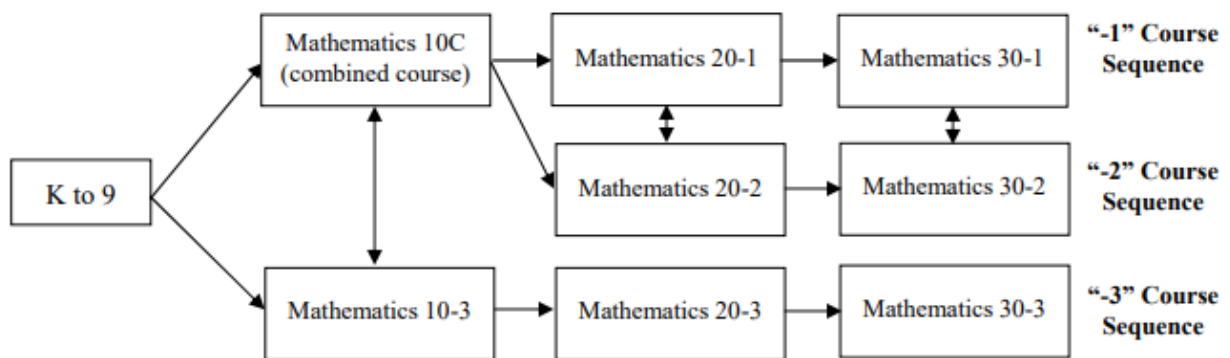 Mathematics 10C
(combined course)
Mathematics 20-1
Mathematics 30-1
“-1” Course
Sequence
K to 9
Mathematics 20-2
Mathematics 30-2
“-2” Course
Sequence
Mathematics 10-3
Mathematics 20-3
Mathematics 30-3
“-3” Course
Sequence